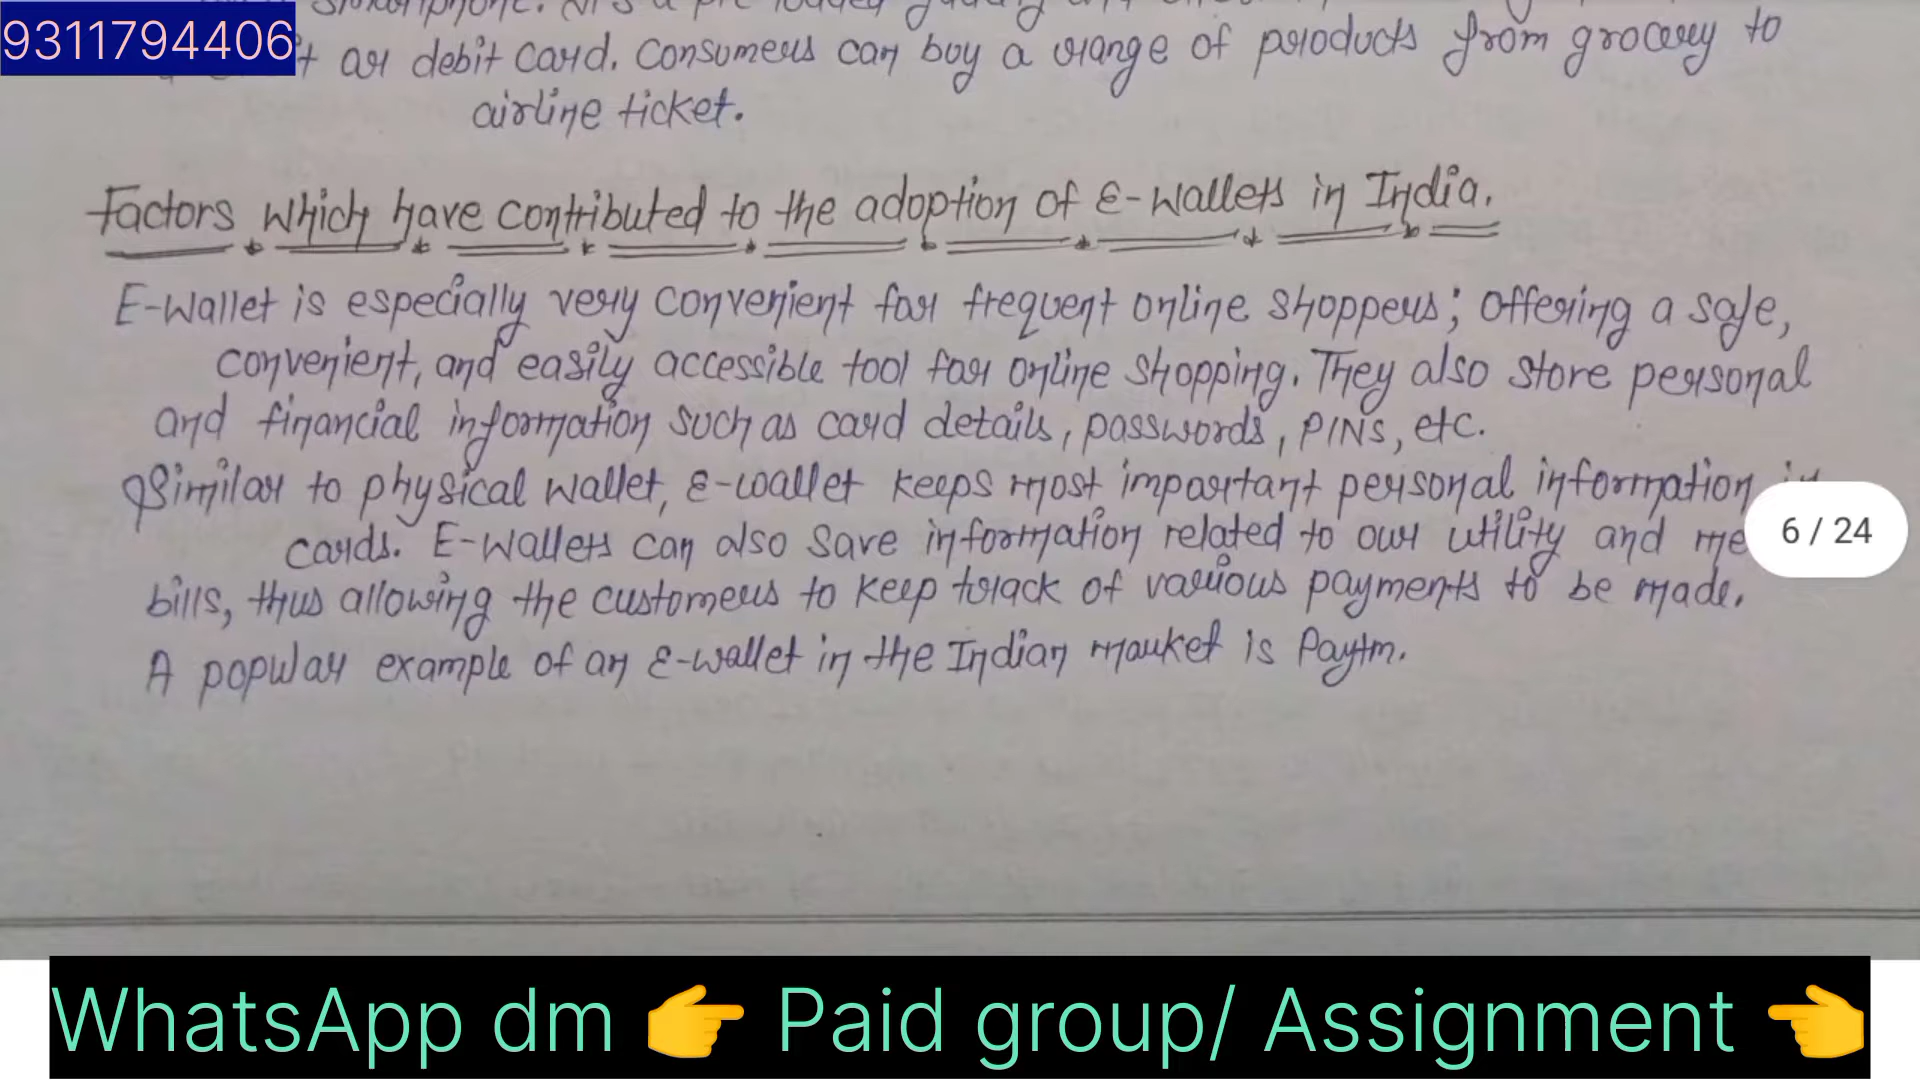 9311794406
smartphone.
or debit card. Consumers can buy a range of products from grocery to
airline ticket.
Factors which have contributed to the adoption of E-wallets in India.
E-Wallet is especially very convenient for frequent online shoppers; offering a safe,
convenient, and easily accessible tool for online shopping. They also store personal
and financial information such as card details, passwords, PINs, etc.
Similar to physical wallet, E-wallet keeps most important personal information in
cards. E-wallets can also save information related to our utility and
6 / 24
bills, thus allowing the customers to keep track of various payments to be made.
A popular example of an E-wallet in the Indian market is Paytm.
WhatsApp dm 👉 Paid group/ Assignment 👈